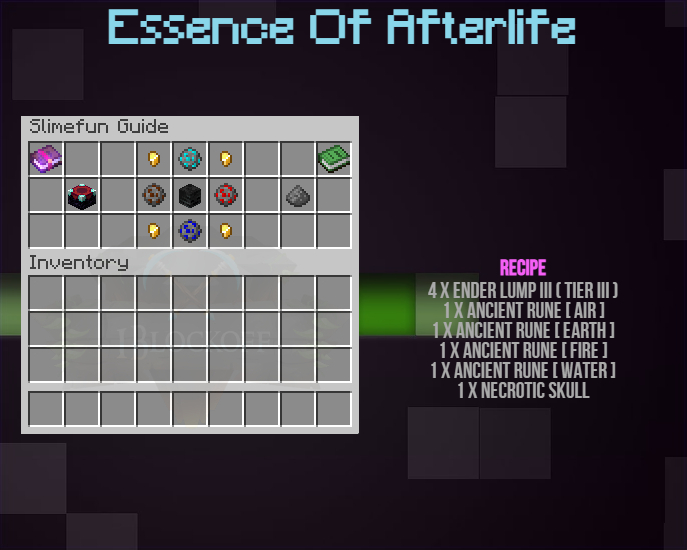 Essence Of Afterlife
Slimefun Guide
Inventory
IBLOCKOFF
RECIPE
4 X ENDER LUMP III ( TIER III )
1 X ANCIENT RUNE [ AIR ]
1 X ANCIENT RUNE [ EARTH ]
1 X ANCIENT RUNE [ FIRE ]
1 X ANCIENT RUNE [ WATER ]
1 X NECROTIC SKULL